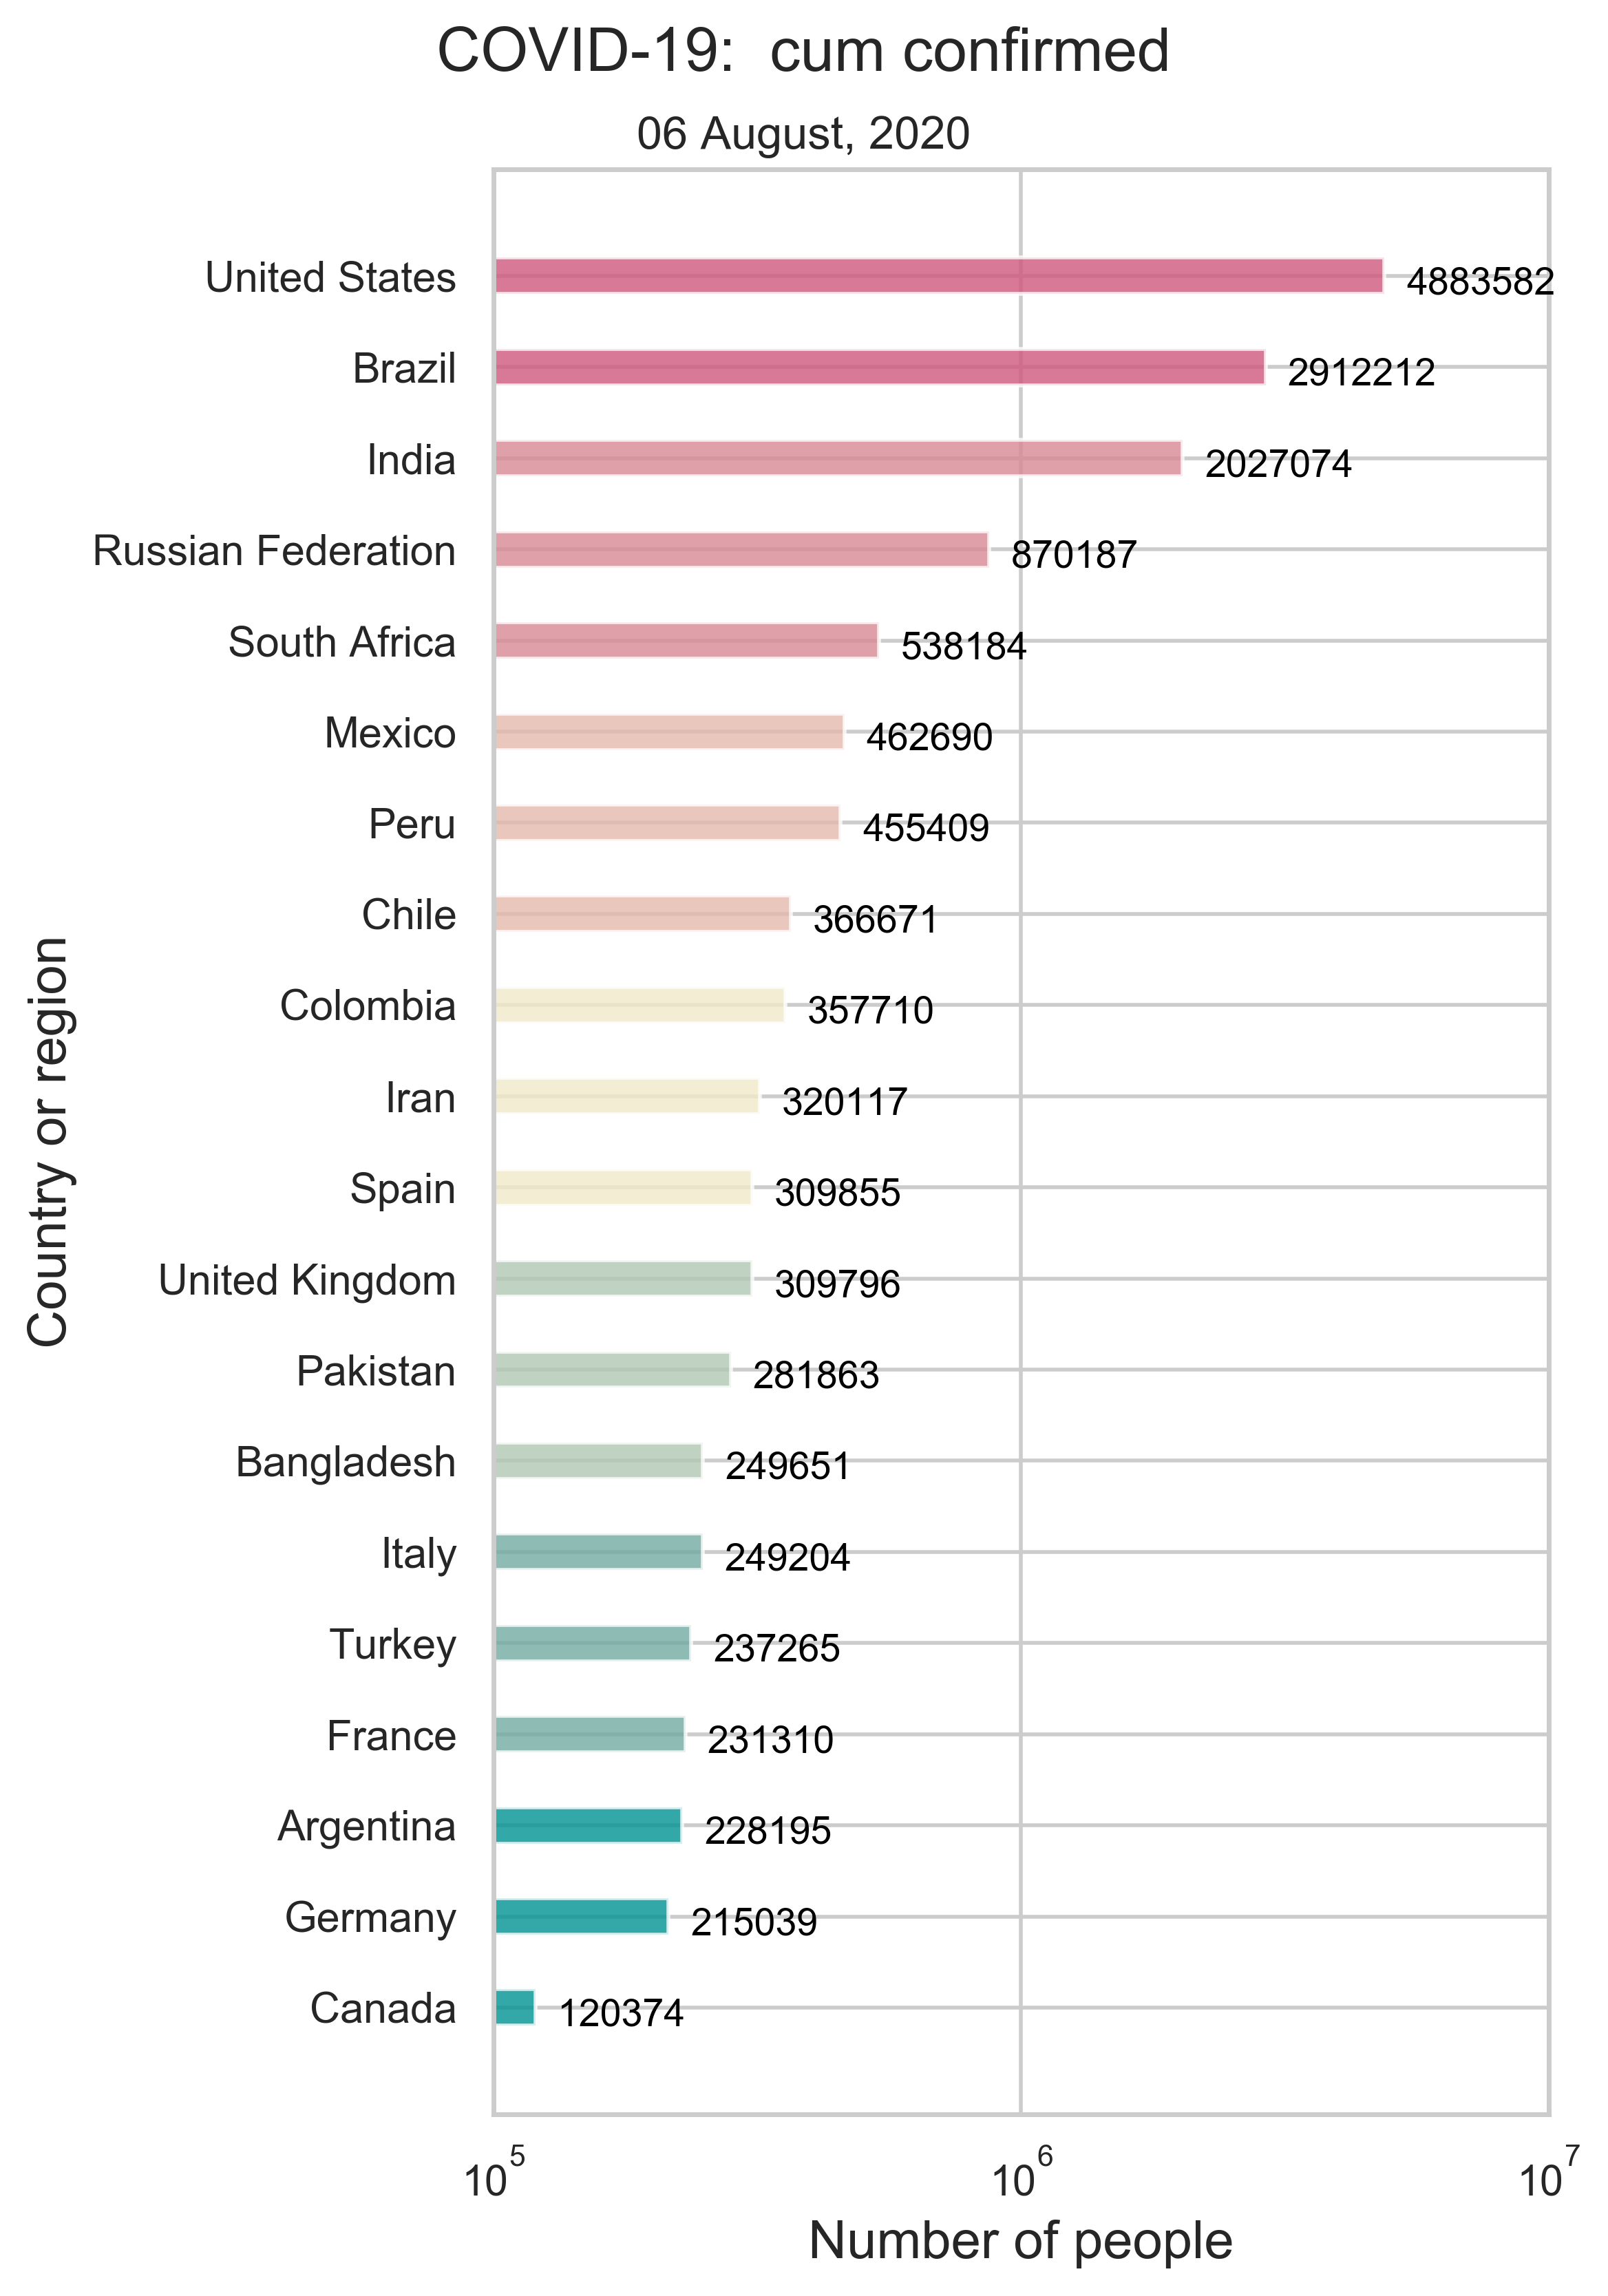 COVID-19:  cum confirmed
06 August, 2020
United States 4883582
Brazil 2912212
India 2027074
Russian Federation 870187
South Africa 538184
Mexico 462690
Peru 455409
Chile 366671
Colombia 357710
Iran 320117
Spain 309855
United Kingdom 309796
Pakistan 281863
Bangladesh 249651
Italy 249204
Turkey 237265
France 231310
Argentina 228195
Germany 215039
Canada 120374
Country or region
10^5 10^6 10^7
Number of people